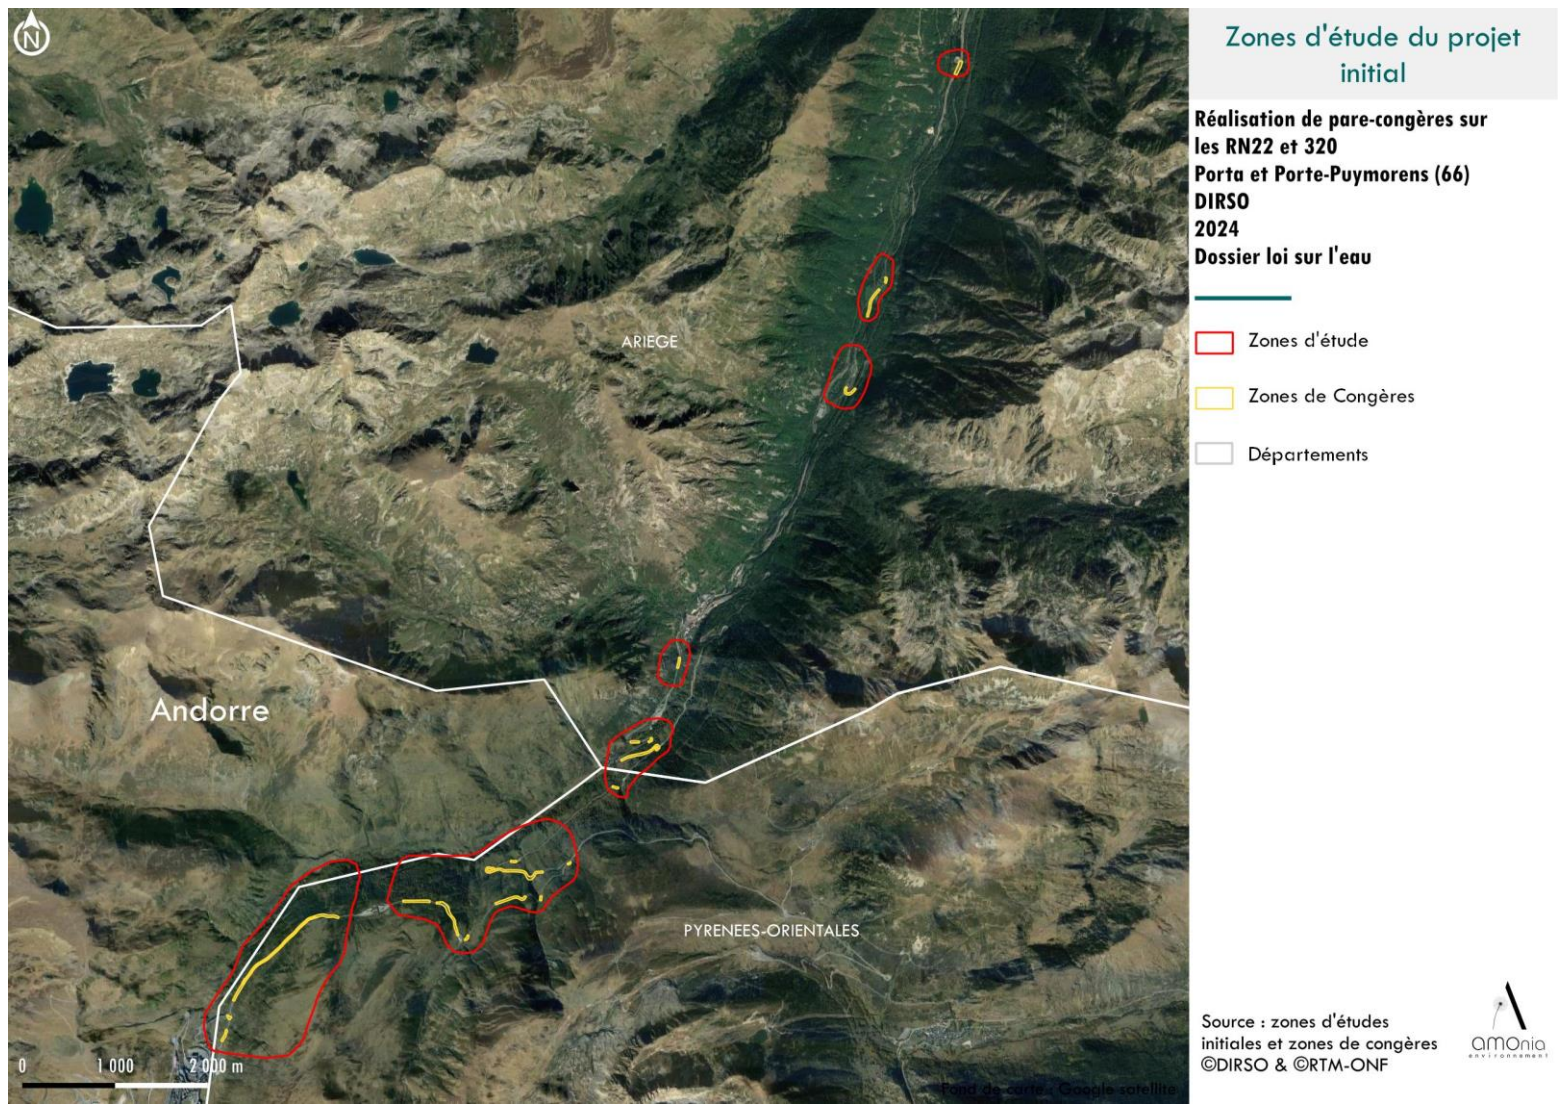 N
Zones d'étude du projet
initial
Réalisation de pare-congères sur
les RN22 et 320
Porta et Porte-Puymorens (66)
DIRSO
2024
Dossier loi sur l'eau
Zones d'étude
Zones de Congères
Départements
ARIEGE
Andorre
PYRENEES-ORIENTALES
0 1 000 2 000 m
Fond de carte : Google satellite
Source : zones d'études
initiales et zones de congères
©DIRSO & ©RTM-ONF
amonia
environnement